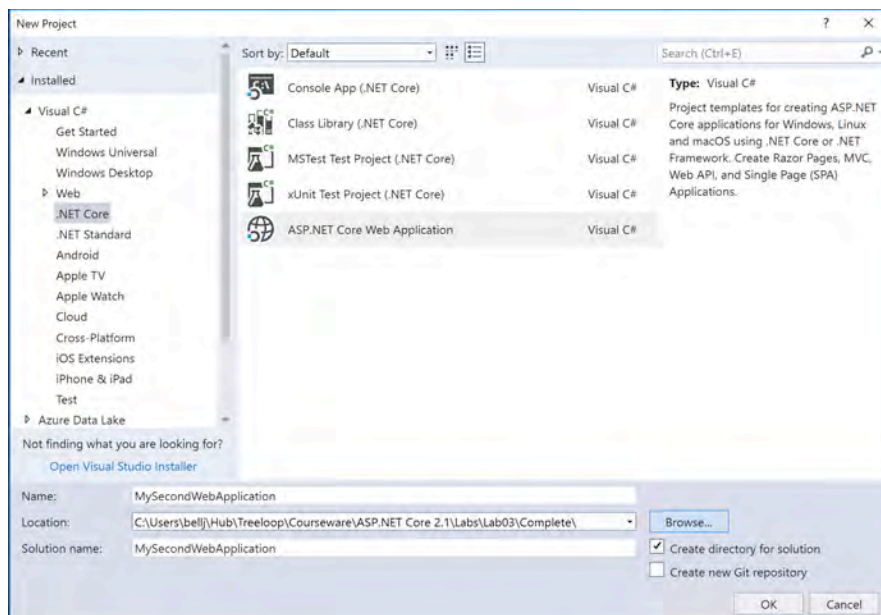 New Project
? ×
Recent
Installed
Visual C#
Get Started
Windows Universal
Windows Desktop
Web
.NET Core
.NET Standard
Android
Apple TV
Apple Watch
Cloud
Cross-Platform
iOS Extensions
iPhone & iPad
Test
Azure Data Lake
Not finding what you are looking for?
Open Visual Studio Installer
Sort by: Default
Search (Ctrl+E)
Console App (.NET Core) Visual C#
Class Library (.NET Core) Visual C#
MSTest Test Project (.NET Core) Visual C#
xUnit Test Project (.NET Core) Visual C#
ASP.NET Core Web Application Visual C#
Type: Visual C#
Project templates for creating ASP.NET
Core applications for Windows, Linux
and macOS using .NET Core or .NET
Framework. Create Razor Pages, MVC,
Web API, and Single Page (SPA)
Applications.
Name: MySecondWebApplication
Location: C:\Users\bellj\Hub\Treeloop\Courseware\ASP.NET Core 2.1\Labs\Lab03\Complete\ Browse...
Solution name: MySecondWebApplication
Create directory for solution
Create new Git repository
OK Cancel